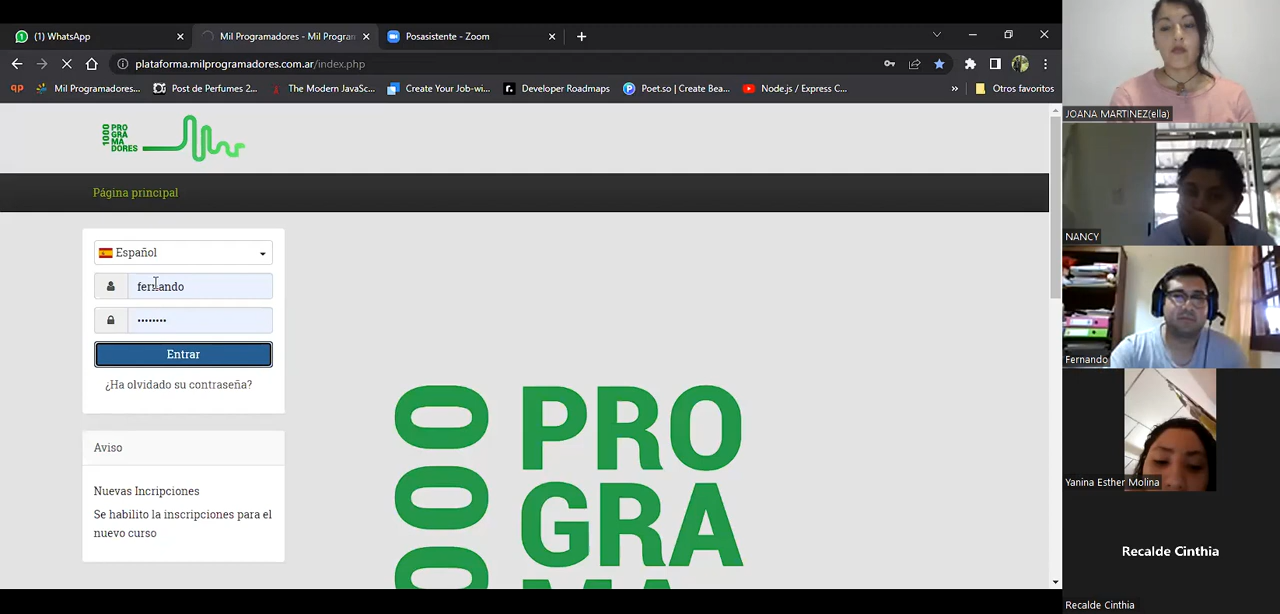 (1) WhatsApp
Mil Programadores - Mil Program
Posasistente - Zoom
plataforma.milprogramadores.com.ar/index.php
Mil Programadores...
Post de Perfumes 2...
The Modern JavaSc...
Create Your Job-wi...
Developer Roadmaps
Poet.so | Create Bea...
Node.js / Express C...
»
Otros favoritos
1000
PRO
GRA
MA
DORES
Página principal
Español
fernando
••••••••
Entrar
¿Ha olvidado su contraseña?
Aviso
Nuevas Incripciones
Se habilito la inscripciones para el
nuevo curso
1000
PRO
GRA
MA
JOANA MARTINEZ(ella)
NANCY
Fernando
Yanina Esther Molina
Recalde Cinthia
Recalde Cinthia